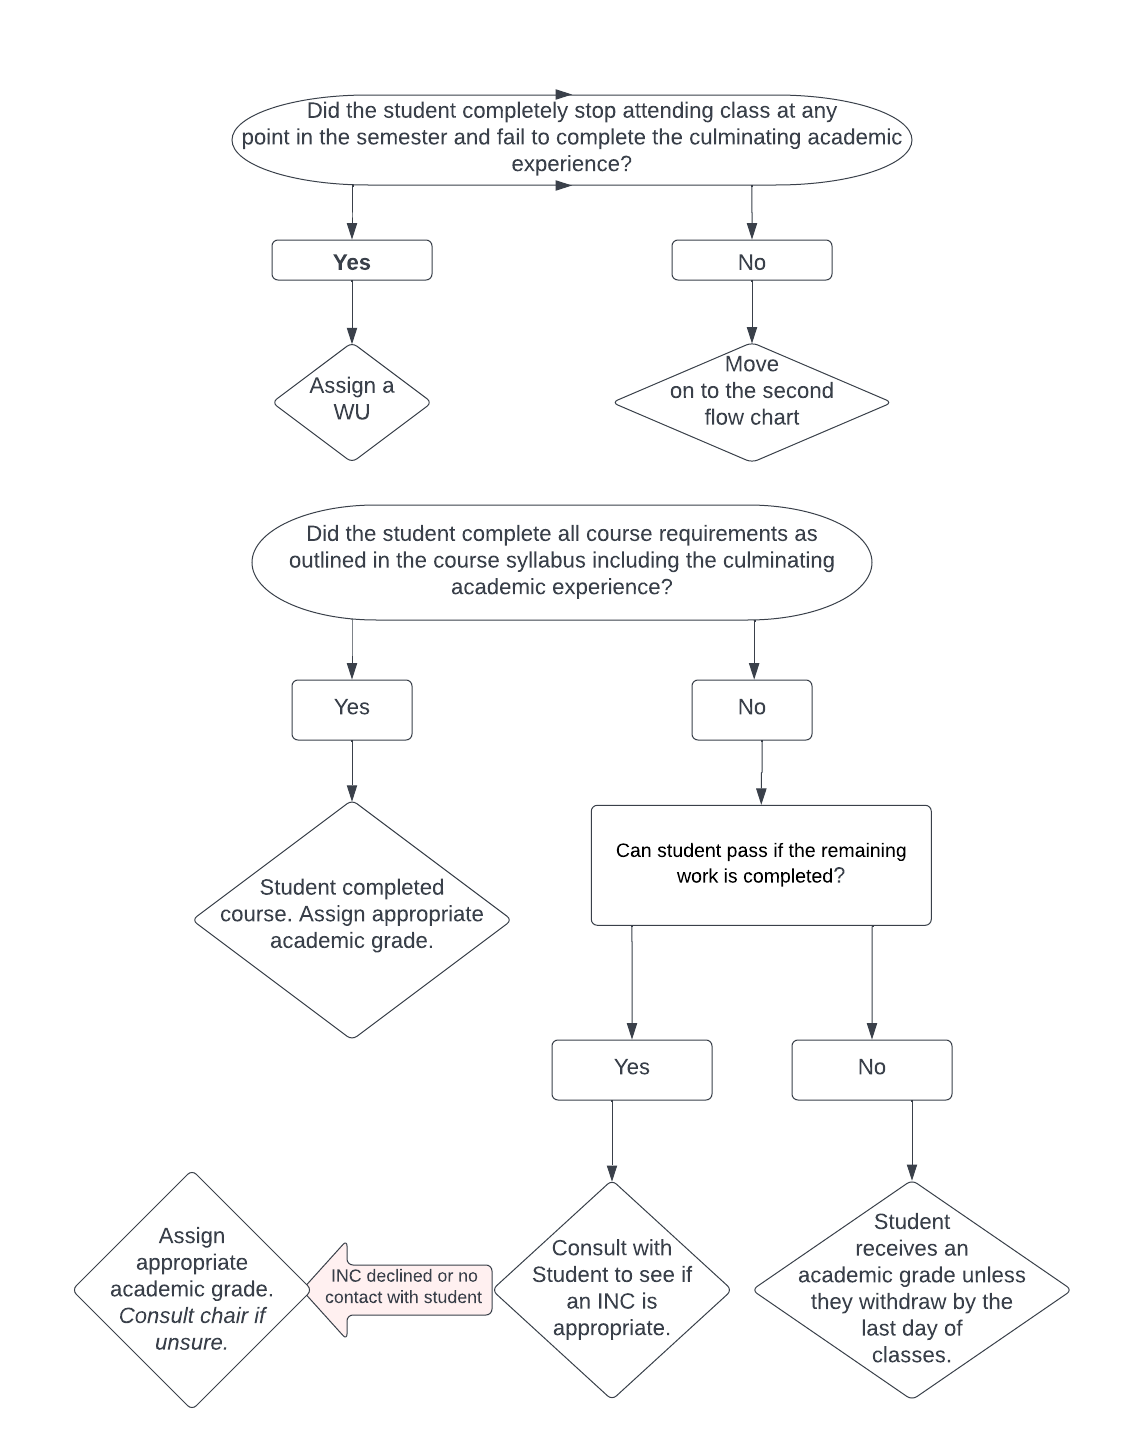 Did the student completely stop attending class at any
point in the semester and fail to complete the culminating academic
experience?
Yes
No
Assign a
WU
Move
on to the second
flow chart
Did the student complete all course requirements as
outlined in the course syllabus including the culminating
academic experience?
Yes
No
Student completed
course. Assign appropriate
academic grade.
Can student pass if the remaining
work is completed?
Yes
No
Assign
appropriate
academic grade.
Consult chair if
unsure.
INC declined or no
contact with student
Consult with
Student to see if
an INC is
appropriate.
Student
receives an
academic grade unless
they withdraw by the
last day of
classes.